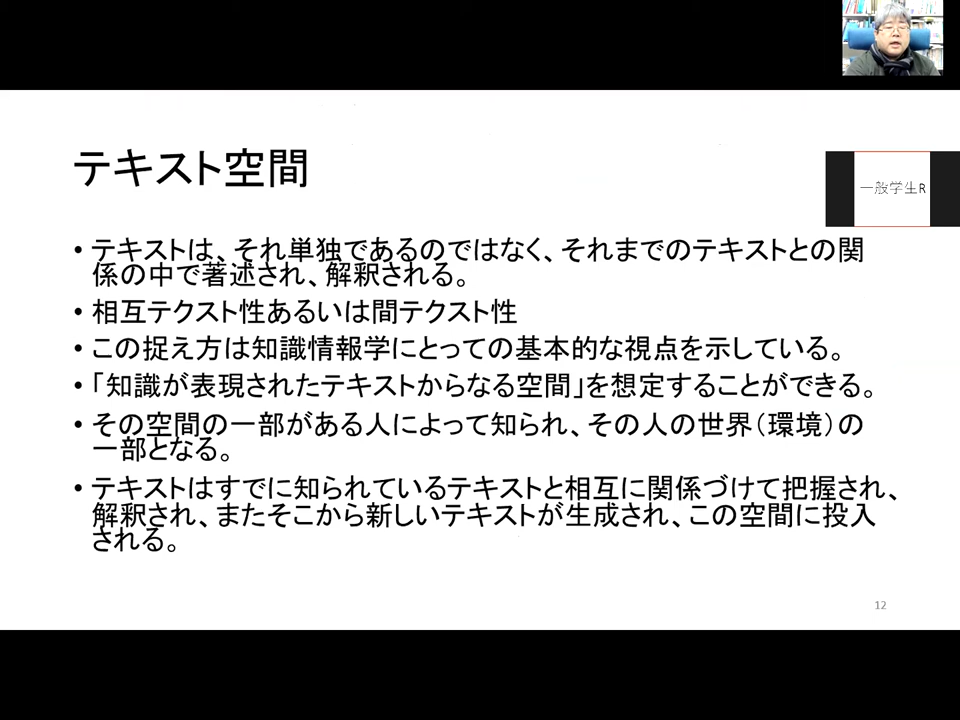 テキスト空間
一般学生R
• テキストは、それ単独であるのではなく、それまでのテキストとの関
係の中で著述され、解釈される。
• 相互テクスト性あるいは間テクスト性
• この捉え方は知識情報学にとっての基本的な視点を示している。
• 「知識が表現されたテキストからなる空間」を想定することができる。
• その空間の一部がある人によって知られ、その人の世界（環境）の
一部となる。
• テキストはすでに知られているテキストと相互に関係づけて把握され、
解釈され、またそこから新しいテキストが生成され、この空間に投入
される。
12